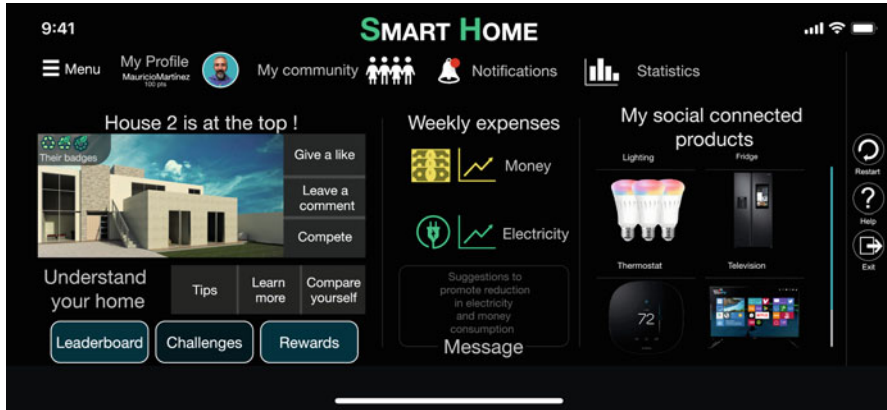 9:41
SMART HOME
Menu
My Profile
MauricioMartinez
100 pts
My community
Notifications
Statistics
House 2 is at the top !
Their badges
Give a like
Leave a
comment
Compete
Understand
your home
Tips
Learn
more
Compare
yourself
Leaderboard
Challenges
Rewards
Weekly expenses
Money
Electricity
Suggestions to
promote reduction
in electricity
and money
consumption
Message
My social connected
products
Lighting
Fridge
Thermostat
Television
72
Restart
Help
Exit